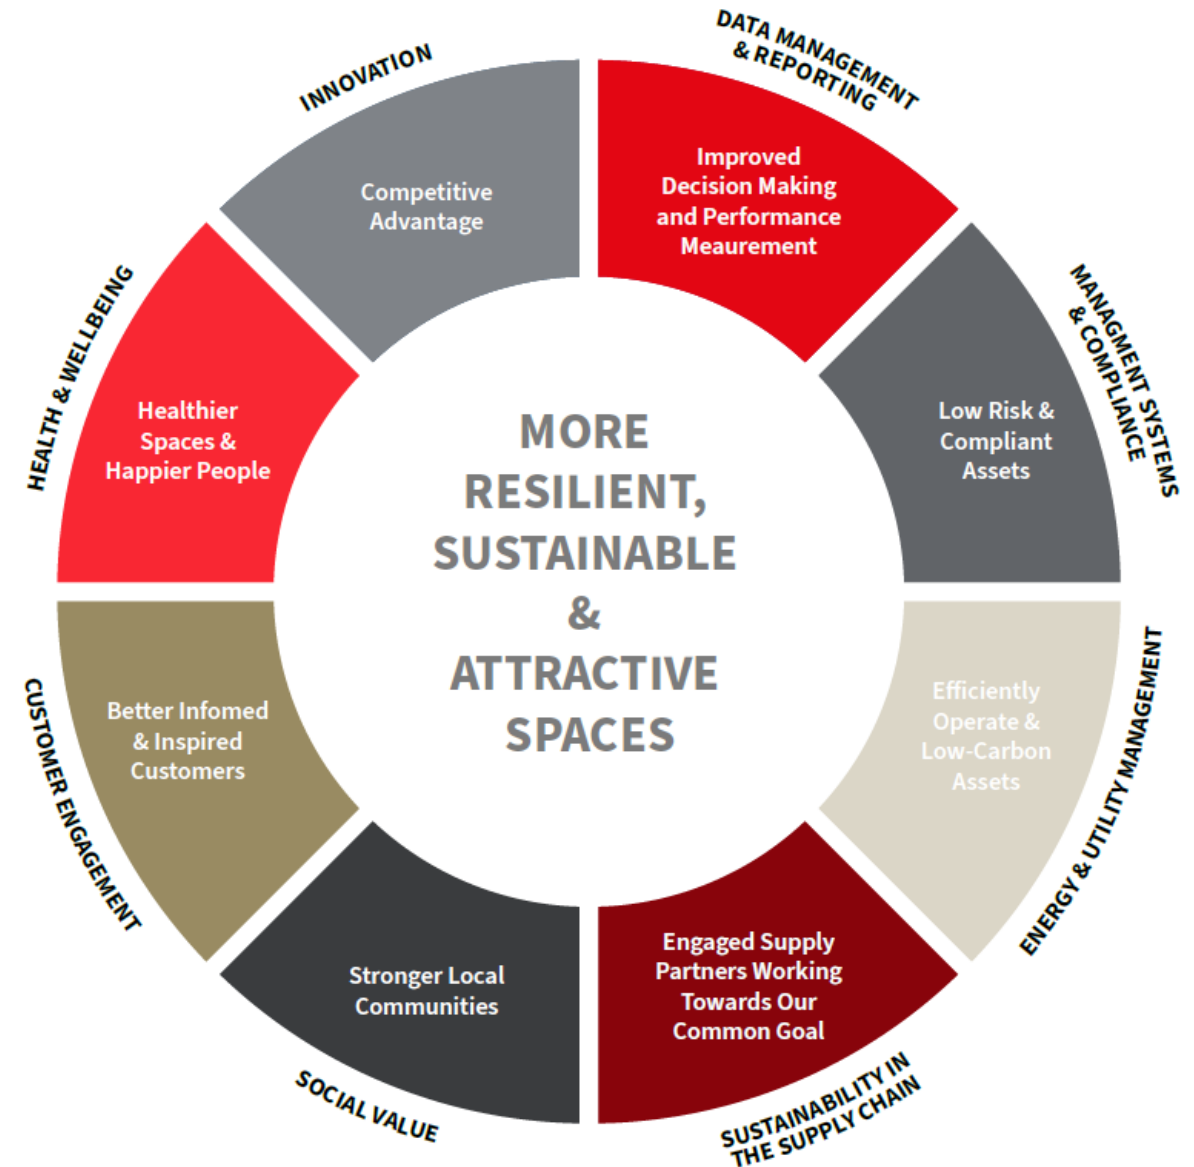 INNOVATION
DATA MANAGEMENT
& REPORTING
Competitive
Advantage
Improved
Decision Making
and Performance
Meaurement
HEALTH & WELLBEING
Healthier
Spaces &
Happier People
MANAGMENT SYSTEMS
& COMPLIANCE
Low Risk &
Compliant
Assets
MORE
RESILIENT,
SUSTAINABLE
&
ATTRACTIVE
SPACES
CUSTOMER ENGAGEMENT
Better Infomed
& Inspired
Customers
ENERGY & UTILITY MANAGEMENT
Efficiently
Operate &
Low-Carbon
Assets
Stronger Local
Communities
SOCIAL VALUE
Engaged Supply
Partners Working
Towards Our
Common Goal
SUSTAINABILITY IN
THE SUPPLY CHAIN